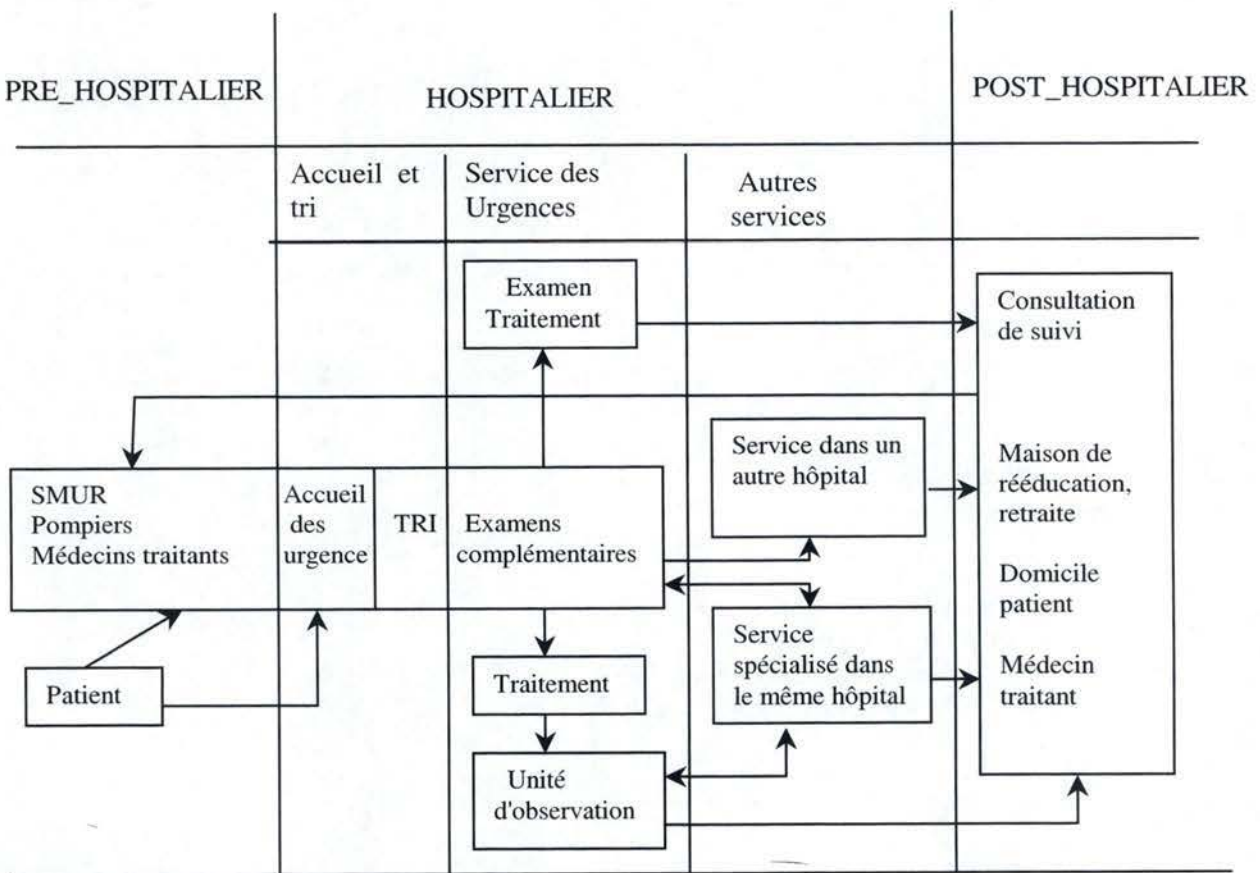 PRE_HOSPITALIER
HOSPITALIER
POST_HOSPITALIER
Accueil et
tri
Service des
Urgences
Autres
services
Examen
Traitement
Consultation
de suivi
Service dans un
autre hôpital
Maison de
rééducation,
retraite
SMUR
Pompiers
Médecins traitants
Accueil
des
urgence
TRI
Examens
complémentaires
Domicile
patient
Service
spécialisé dans
le même hôpital
Médecin
traitant
Patient
Traitement
Unité
d'observation